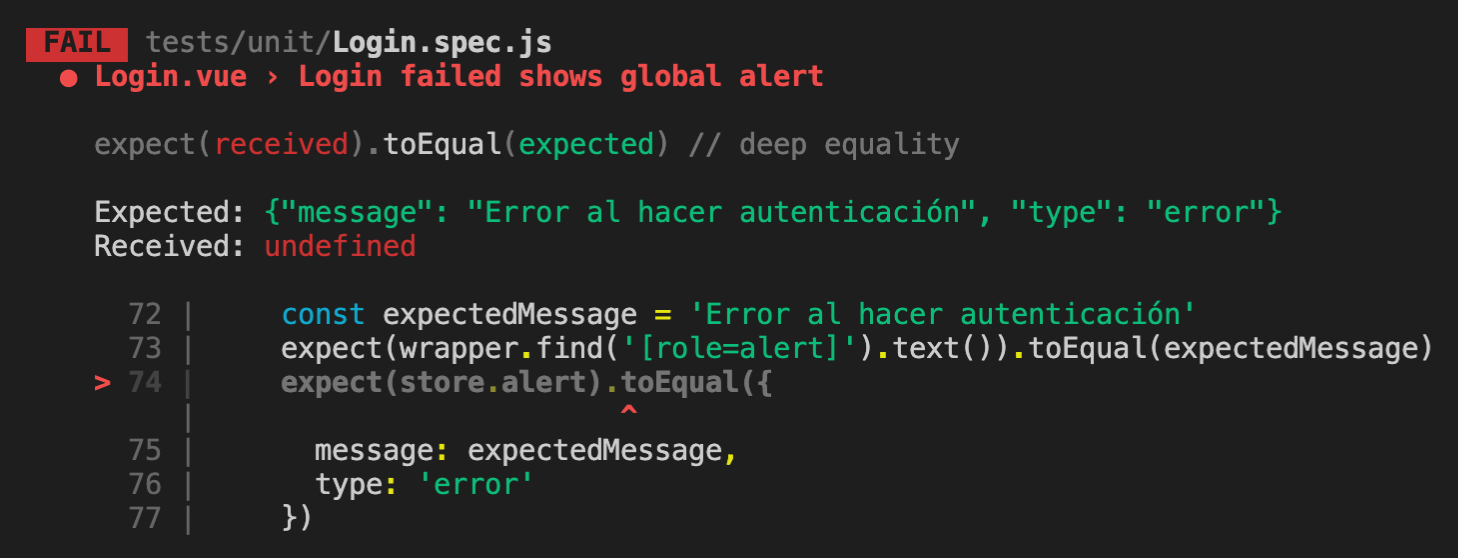 FAIL tests/unit/Login.spec.js
● Login.vue › Login failed shows global alert
expect(received).toEqual(expected) // deep equality
Expected: {"message": "Error al hacer autenticación", "type": "error"}
Received: undefined
72 | const expectedMessage = 'Error al hacer autenticación'
73 | expect(wrapper.find('[role=alert]').text()).toEqual(expectedMessage)
> 74 | expect(store.alert).toEqual({
| ^
75 | message: expectedMessage,
76 | type: 'error'
77 | })